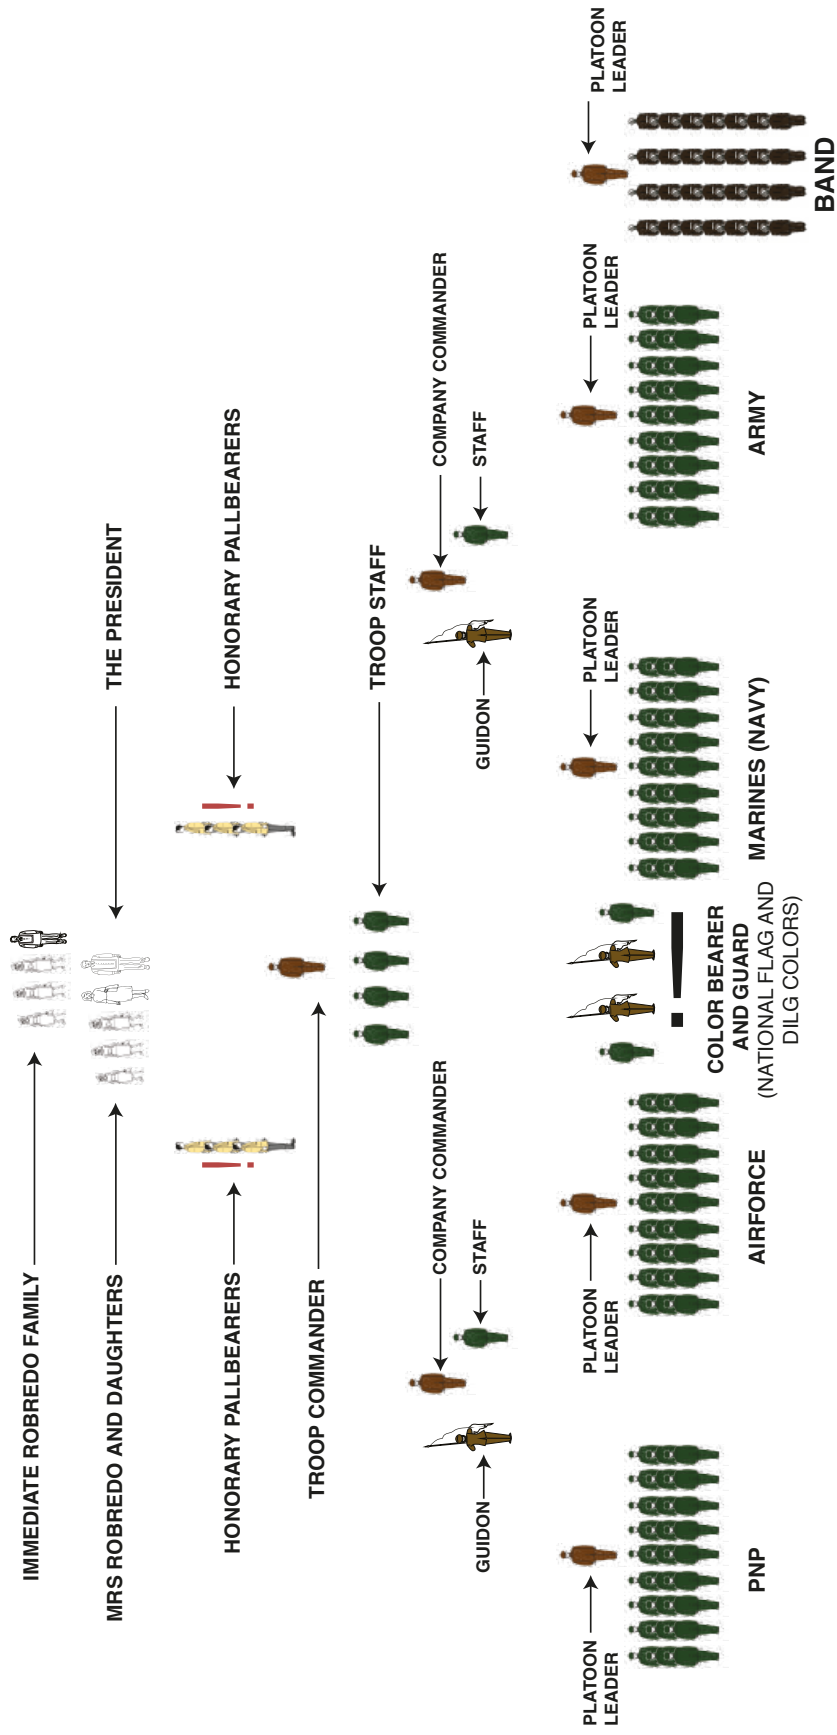 IMMEDIATE ROBREDO FAMILY
THE PRESIDENT
MRS ROBREDO AND DAUGHTERS
HONORARY PALLBEARERS
HONORARY PALLBEARERS
TROOP COMMANDER
TROOP STAFF
COMPANY COMMANDER
COMPANY COMMANDER
STAFF
STAFF
GUIDON
GUIDON
PLATOON
LEADER
PLATOON
LEADER
PLATOON
LEADER
PLATOON
LEADER
PLATOON
LEADER
PNP
AIRFORCE
COLOR BEARER
AND GUARD
(NATIONAL FLAG AND
DILG COLORS)
MARINES (NAVY)
ARMY
BAND